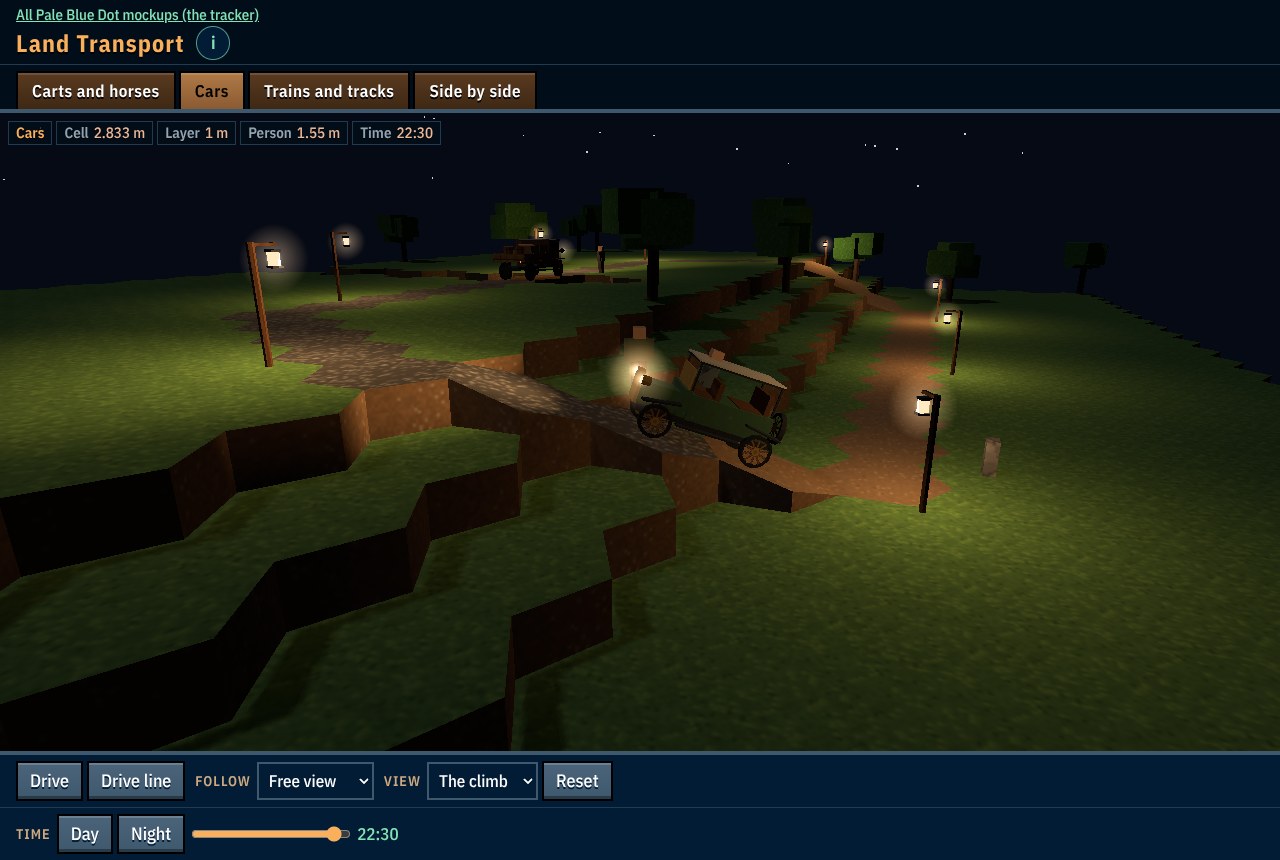 All Pale Blue Dot mockups (the tracker)
Land Transport i
Carts and horses Cars Trains and tracks Side by side
Cars Cell 2.833 m Layer 1 m Person 1.55 m Time 22:30
Drive Drive line FOLLOW Free view VIEW The climb Reset
TIME Day Night 22:30